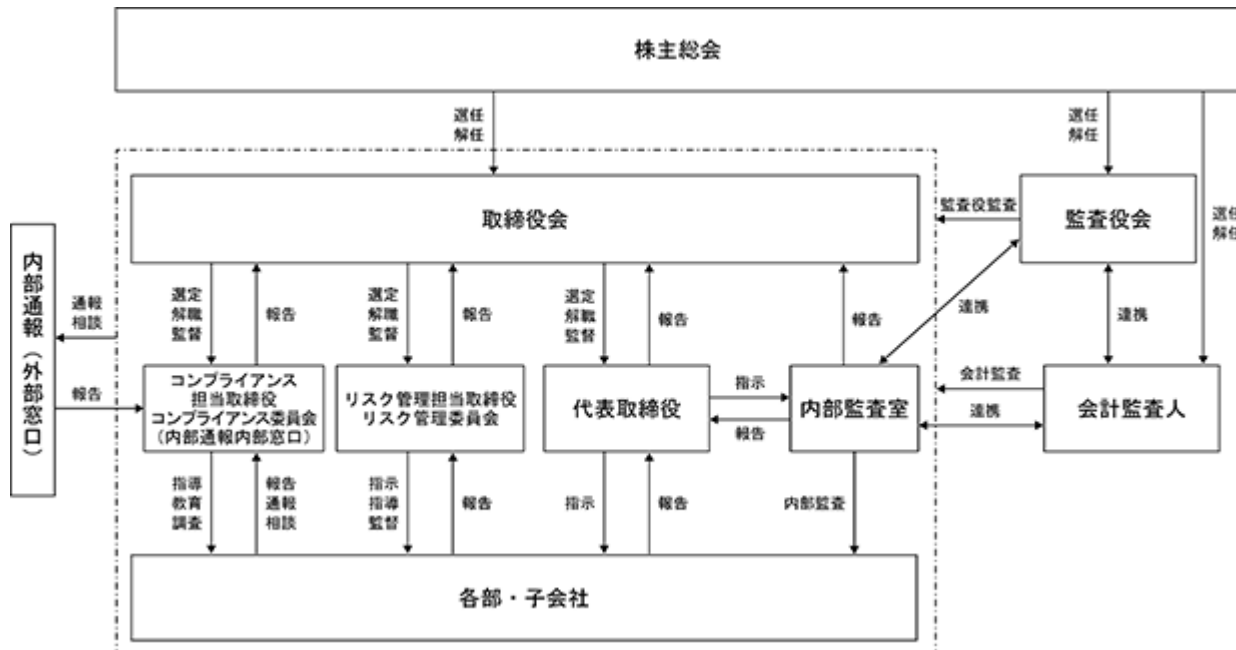 株主総会
選任
解任
選任
解任
選任
解任
取締役会
監査役監査
監査役会
内部通報（外部窓口）
通報
相談
選定
解職
監督
報告
選定
解職
監督
報告
選定
解職
監督
報告
報告
連携
連携
報告
コンプライアンス
担当取締役
コンプライアンス委員会
（内部通報内部窓口）
リスク管理担当取締役
リスク管理委員会
代表取締役
指示
報告
内部監査室
会計監査
連携
会計監査人
指導
教育
調査
報告
通報
相談
指示
指導
監督
報告
指示
報告
内部監査
各部・子会社